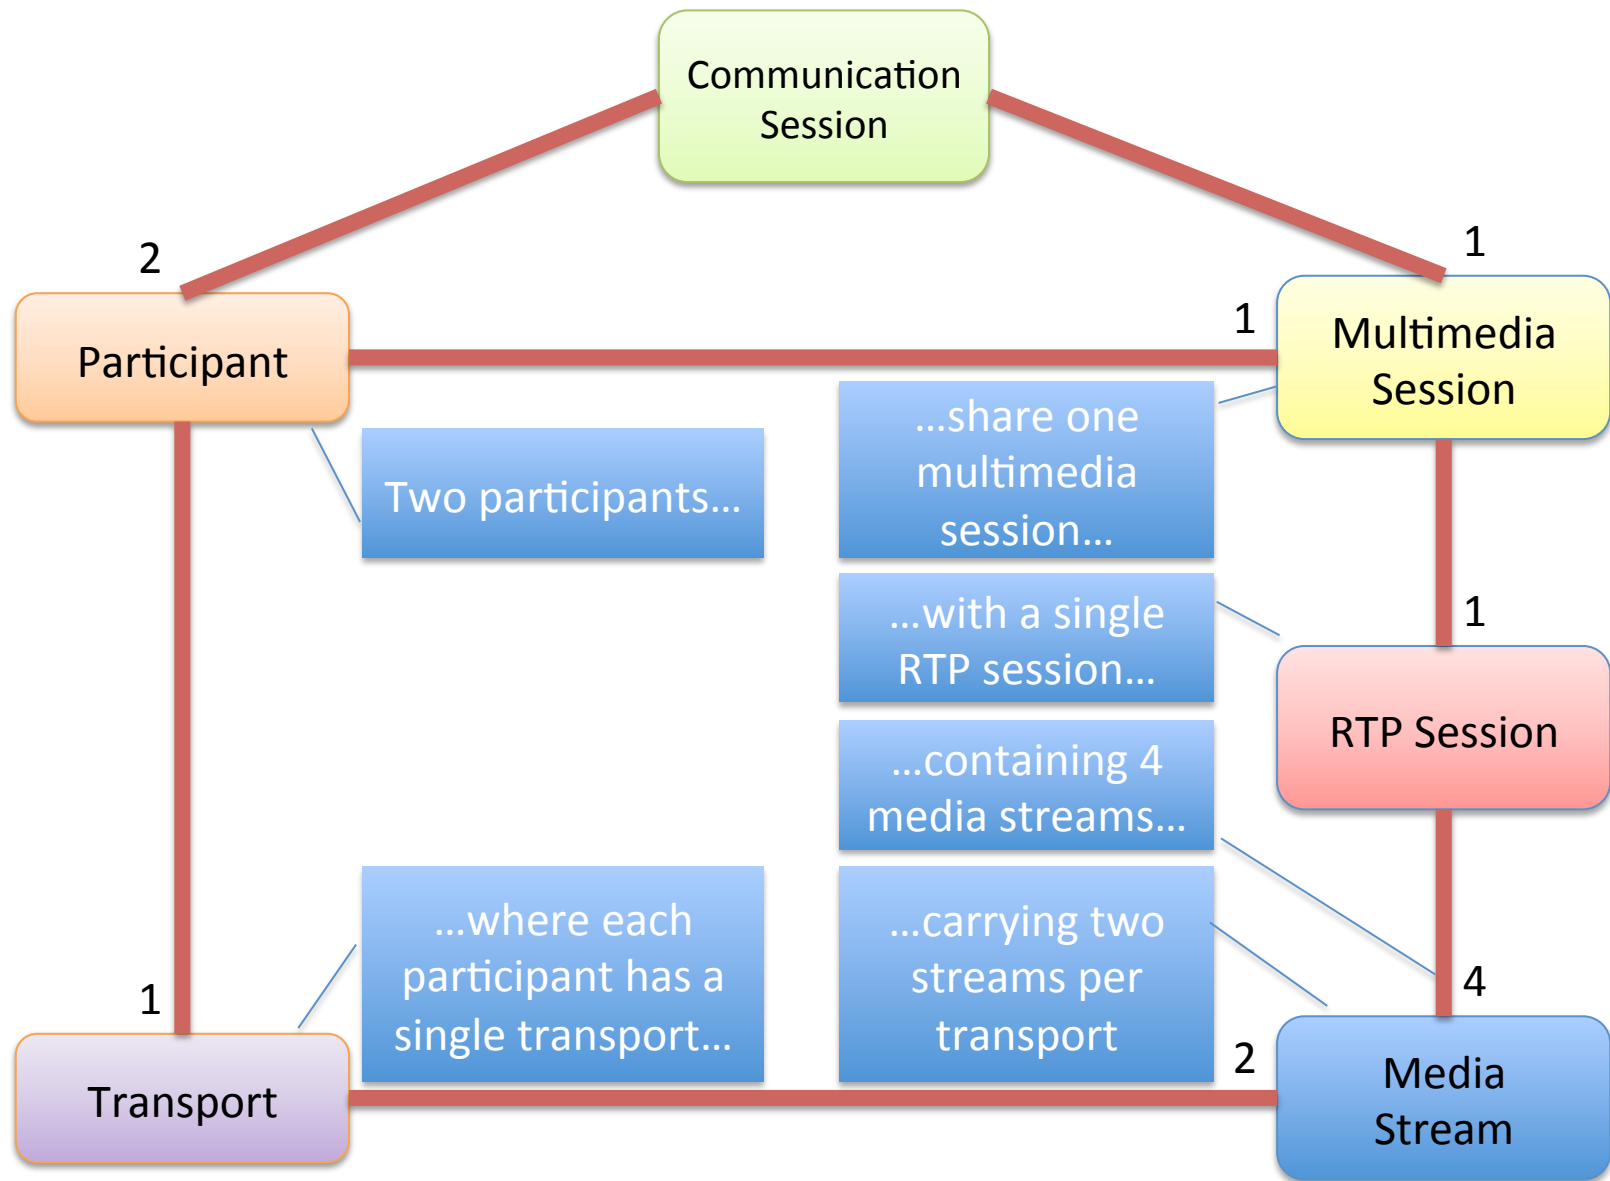 Communication
Session
2
1
Participant
1
Multimedia
Session
Two participants…
…share one
multimedia
session…
…with a single
RTP session…
1
RTP Session
…containing 4
media streams…
…where each
participant has a
single transport…
…carrying two
streams per
transport
1
4
Transport
2
Media
Stream